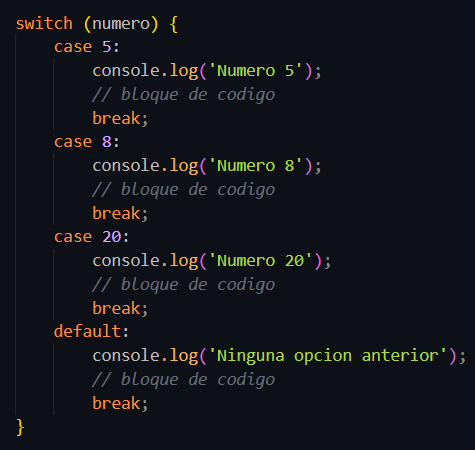 switch (numero) {
    case 5:
        console.log('Numero 5');
        // bloque de codigo
        break;
    case 8:
        console.log('Numero 8');
        // bloque de codigo
        break;
    case 20:
        console.log('Numero 20');
        // bloque de codigo
        break;
    default:
        console.log('Ninguna opcion anterior');
        // bloque de codigo
        break;
}